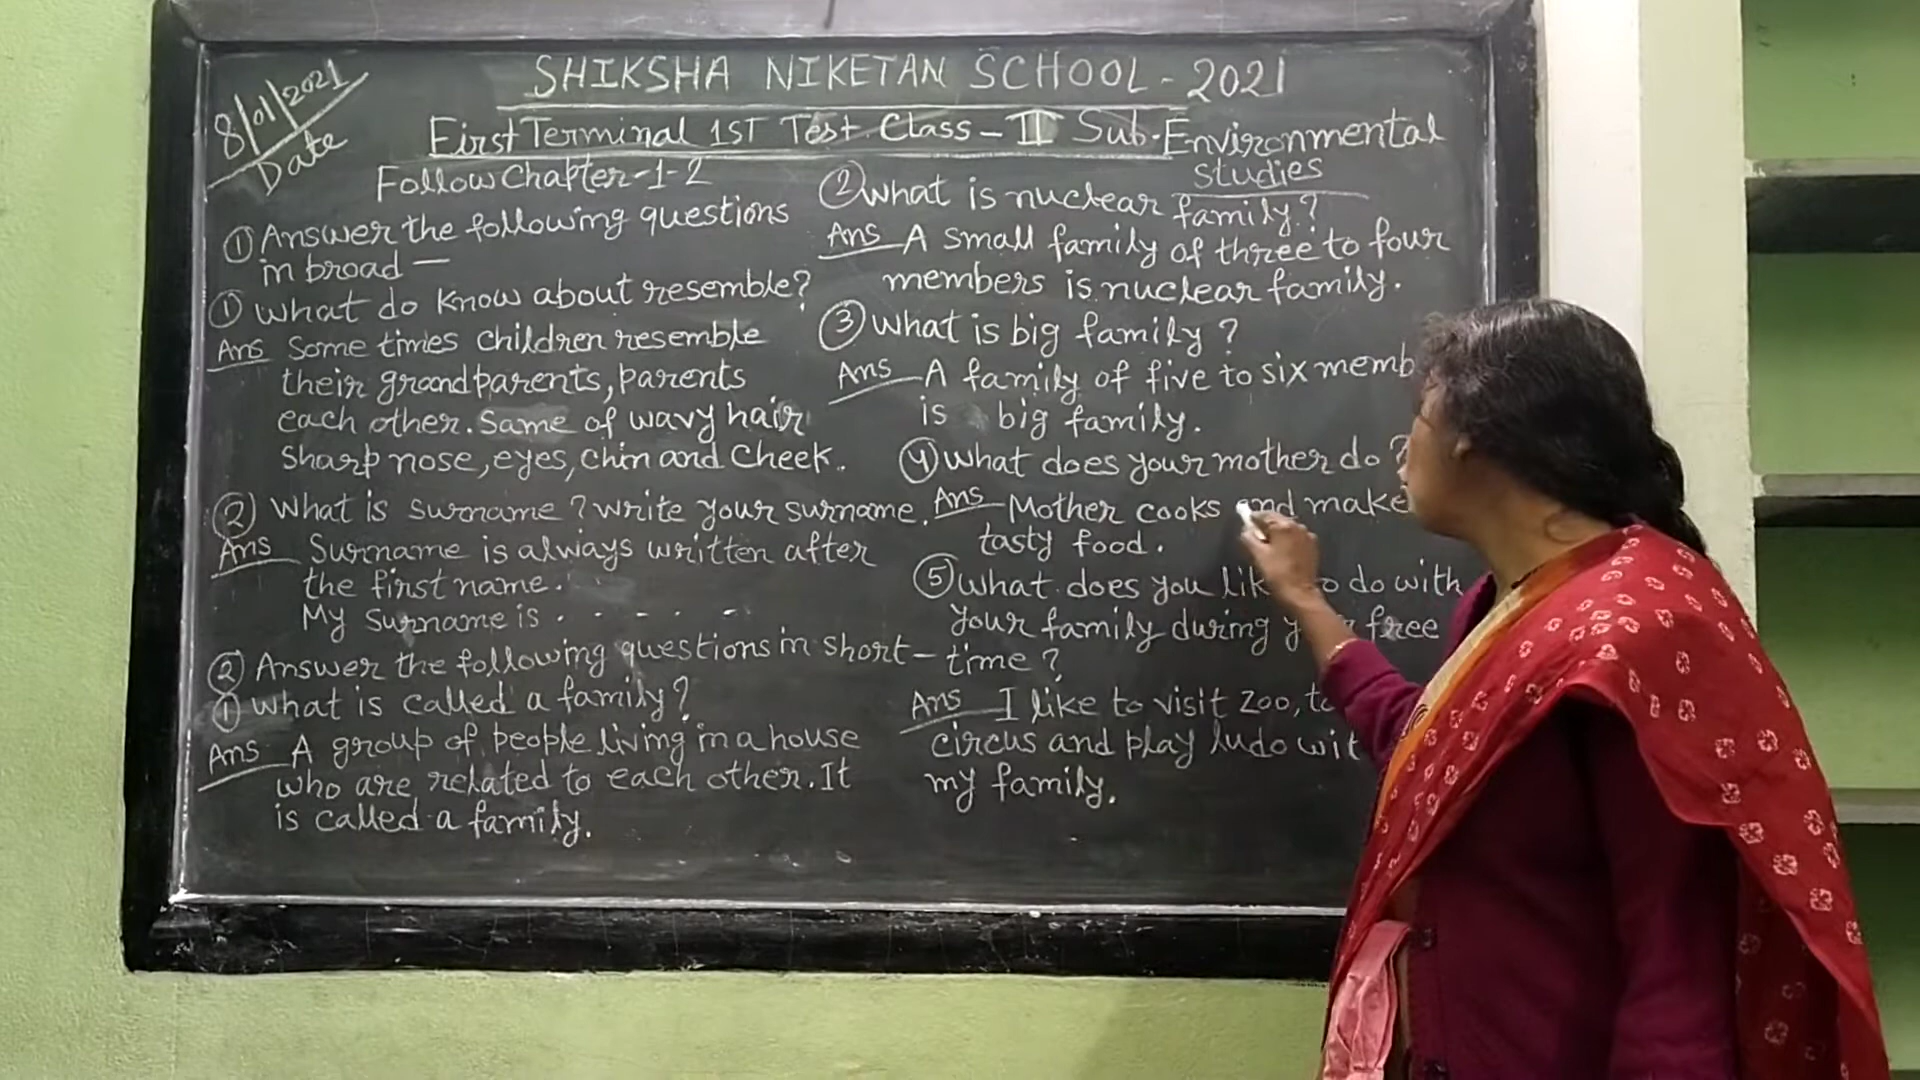 SHIKSHA NIKETAN SCHOOL - 2021
8/01/2021
Date
First Terminal 1ST Test Class - II Sub. Environmental
Studies
Follow Chapter-1-2
① Answer the following questions
in broad —
① What do know about resemble?
Ans Some times children resemble
their grandparents, parents
each other. Same of wavy hair
sharp nose, eyes, chin and cheek.
② What is surname? write your surname.
Ans Surname is always written after
the first name.
My surname is . . . . .
② Answer the following questions in short -
① What is called a family?
Ans A group of people living in a house
who are related to each other. It
is called a family.
② What is nuclear family?
Ans A small family of three to four
members is nuclear family.
③ What is big family?
Ans A family of five to six memb
is big family.
④ What does your mother do?
Ans Mother cooks and make
tasty food.
⑤ What does you do with
your family during free
time?
Ans I like to visit zoo,
circus and play ludo
my family.